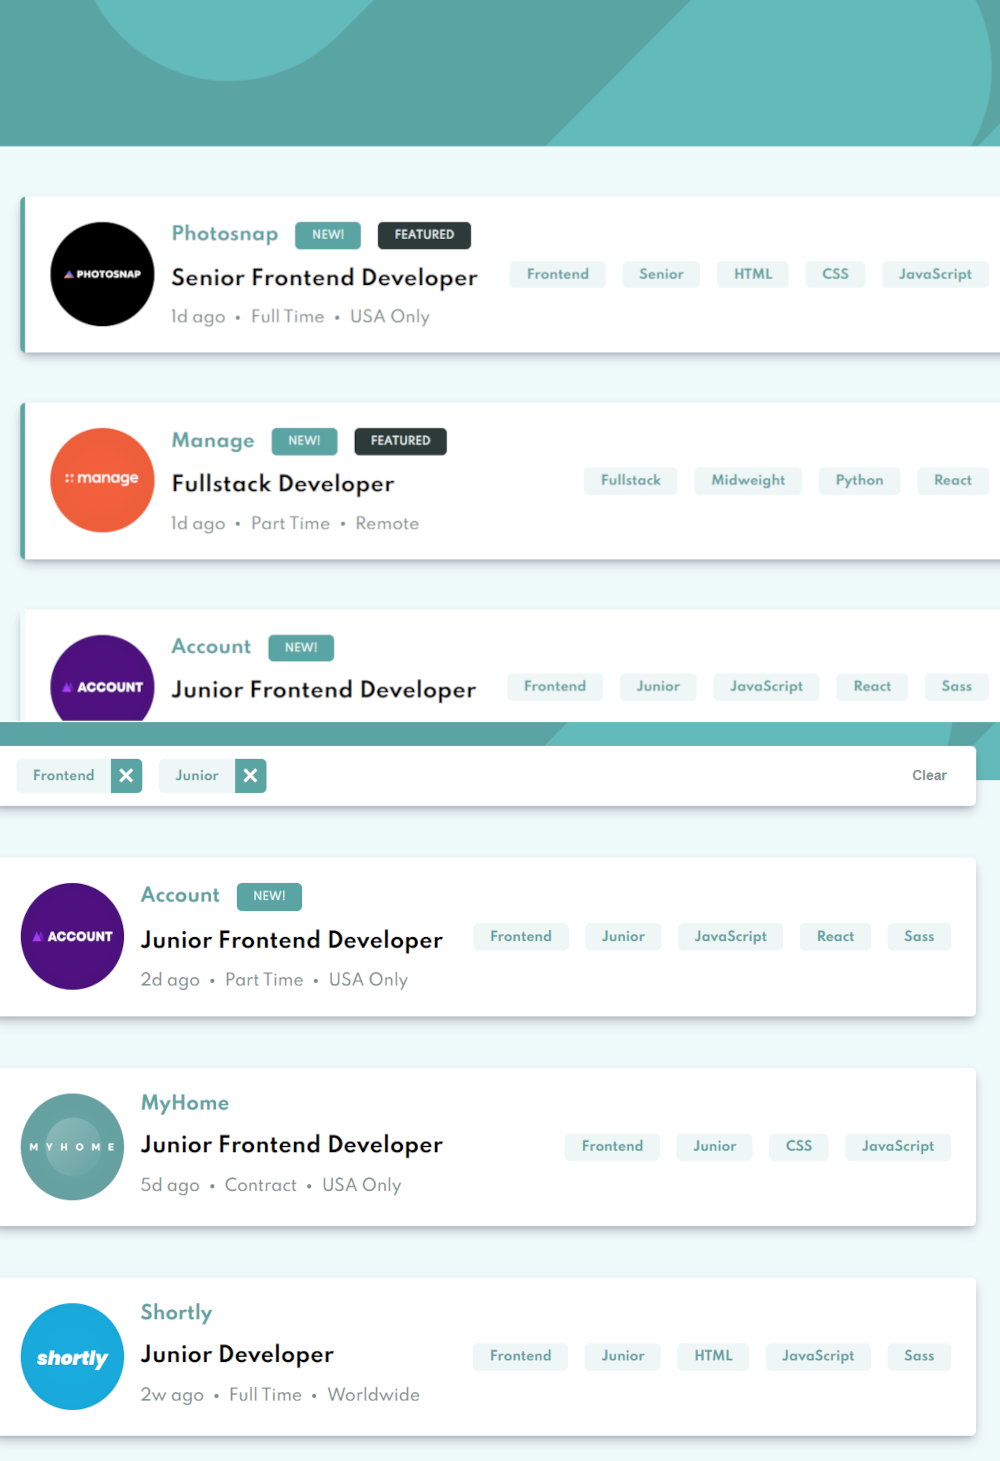 Photosnap NEW! FEATURED
PHOTOSNAP
Senior Frontend Developer
Frontend Senior HTML CSS JavaScript
1d ago • Full Time • USA Only
Manage NEW! FEATURED
:: manage
Fullstack Developer
Fullstack Midweight Python React
1d ago • Part Time • Remote
Account NEW!
ACCOUNT
Junior Frontend Developer
Frontend Junior JavaScript React Sass
Frontend X Junior X Clear
Account NEW!
ACCOUNT
Junior Frontend Developer
Frontend Junior JavaScript React Sass
2d ago • Part Time • USA Only
MyHome
MYHOME
Junior Frontend Developer
Frontend Junior CSS JavaScript
5d ago • Contract • USA Only
Shortly
shortly
Junior Developer
Frontend Junior HTML JavaScript Sass
2w ago • Full Time • Worldwide